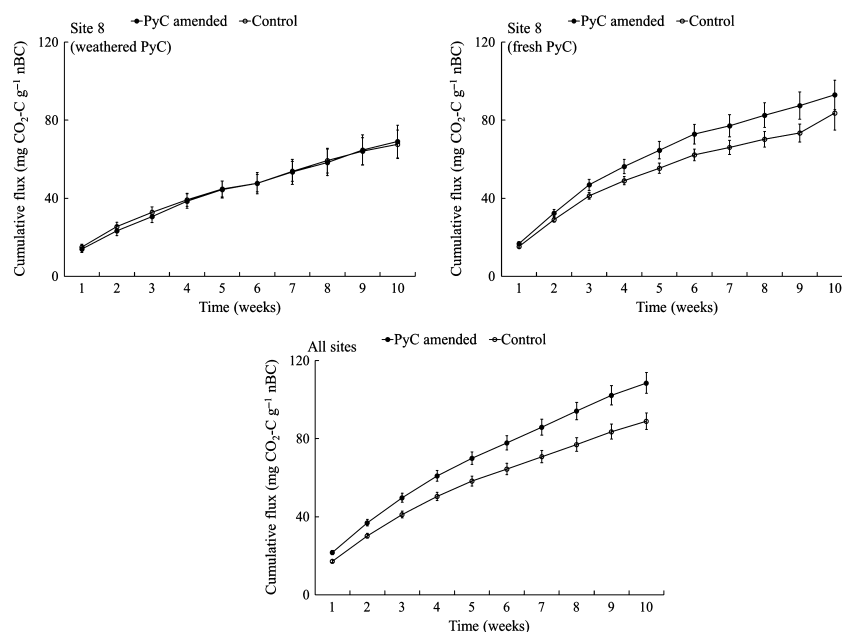 Site 8
(weathered PyC)
PyC amended Control
Cumulative flux (mg CO₂-C g⁻¹ nBC)
120
80
40
0
1 2 3 4 5 6 7 8 9 10
Time (weeks)
Site 8
(fresh PyC)
PyC amended Control
Cumulative flux (mg CO₂-C g⁻¹ nBC)
120
80
40
0
1 2 3 4 5 6 7 8 9 10
Time (weeks)
All sites
PyC amended Control
Cumulative flux (mg CO₂-C g⁻¹ nBC)
120
80
40
0
1 2 3 4 5 6 7 8 9 10
Time (weeks)